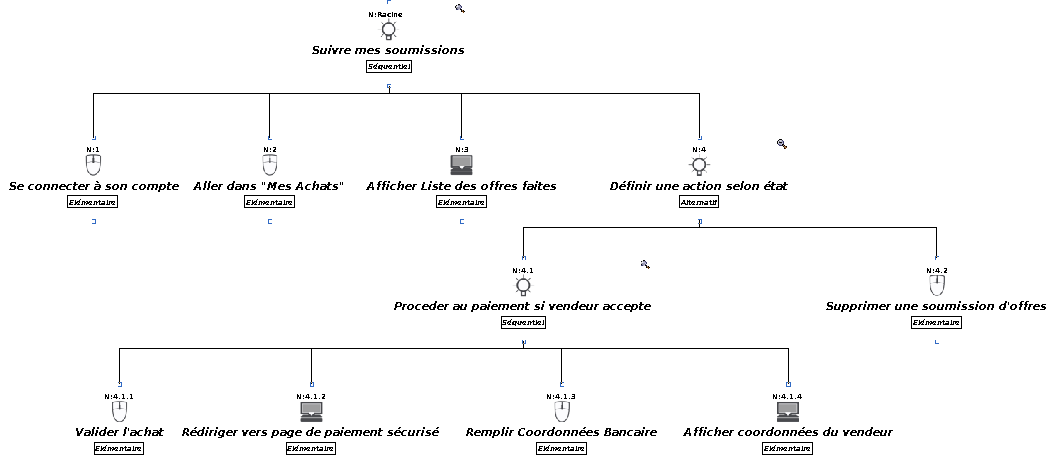 N:Racine
Suivre mes soumissions
Séquentiel
N:1 N:2 N:3 N:4
Se connecter à son compte Aller dans "Mes Achats" Afficher Liste des offres faites Définir une action selon état
Elémentaire Elémentaire Elémentaire Alternatif
N:4.1 N:4.2
Proceder au paiement si vendeur accepte Supprimer une soumission d'offres
Séquentiel Elémentaire
N:4.1.1 N:4.1.2 N:4.1.3 N:4.1.4
Valider l'achat Rédiriger vers page de paiement sécurisé Remplir Coordonnées Bancaire Afficher coordonnées du vendeur
Elémentaire Elémentaire Elémentaire Elémentaire